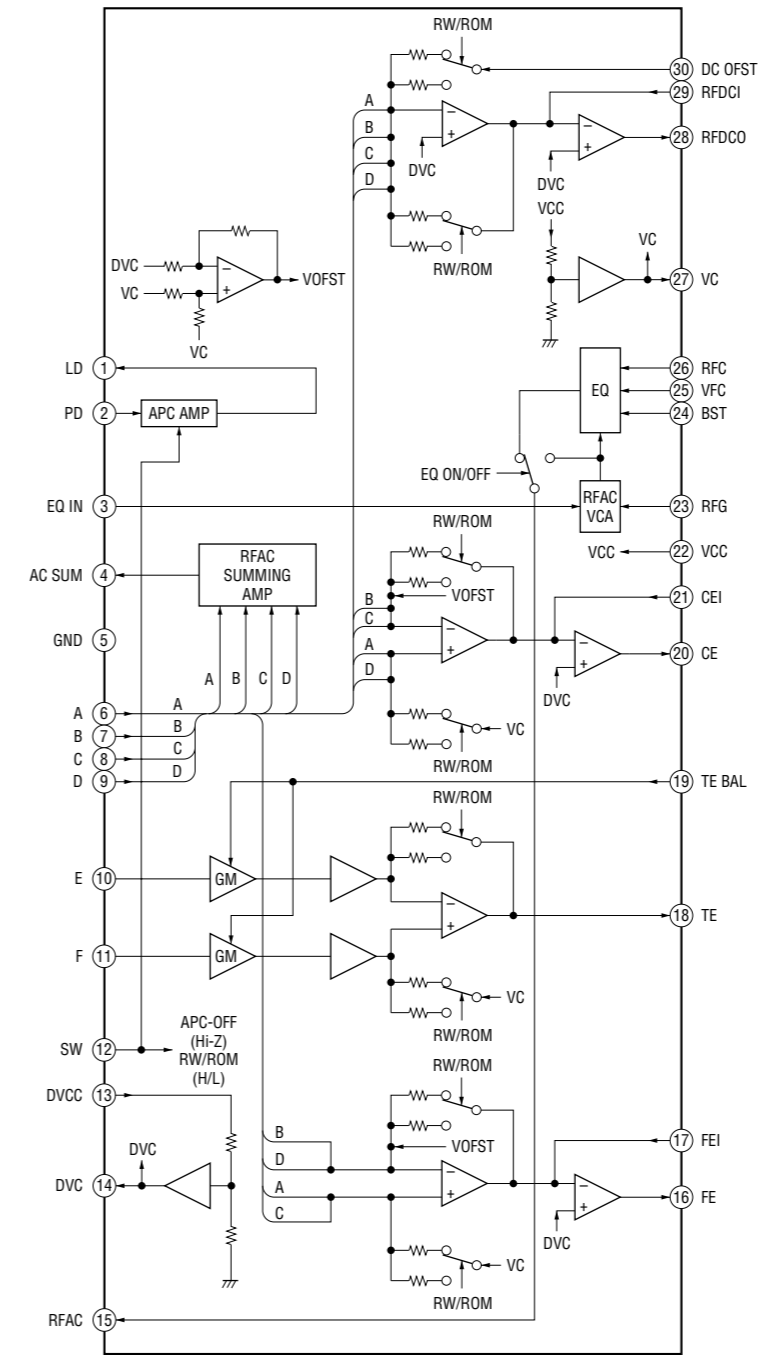 RW/ROM
30 DC OFST
29 RFDCI
A
28 RFDCO
B
C
DVC
D
DVC
VCC
RW/ROM
VC
DVC
VOFST
VC
27 VC
VC
LD 1
26 RFC
PD 2
APC AMP
EQ
25 VFC
24 BST
EQ ON/OFF
EQ IN 3
RFAC
VCA
23 RFG
RW/ROM
VCC
22 VCC
AC SUM 4
RFAC
SUMMING
AMP
VOFST
21 CEI
B
C
GND 5
A
20 CE
D
DVC
A B C D
A 6 A
B 7 B
C 8 C
D 9 D
VC
RW/ROM
19 TE BAL
RW/ROM
E 10
GM
18 TE
F 11
GM
VC
RW/ROM
SW 12
APC-OFF
(Hi-Z)
RW/ROM
(H/L)
DVCC 13
RW/ROM
B
VOFST
17 FEI
DVC
D
DVC 14
A
16 FE
C
DVC
VC
RW/ROM
RFAC 15